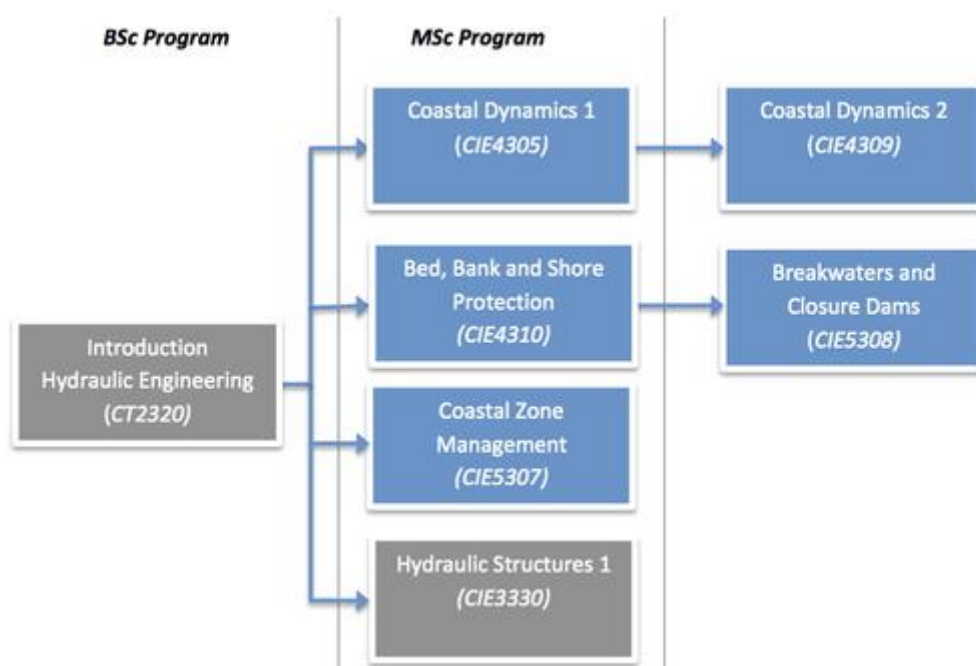 BSc Program
MSc Program
Coastal Dynamics 1
(CIE4305)
Coastal Dynamics 2
(CIE4309)
Bed, Bank and Shore
Protection
(CIE4310)
Breakwaters and
Closure Dams
(CIE5308)
Introduction
Hydraulic Engineering
(CT2320)
Coastal Zone
Management
(CIE5307)
Hydraulic Structures 1
(CIE3330)